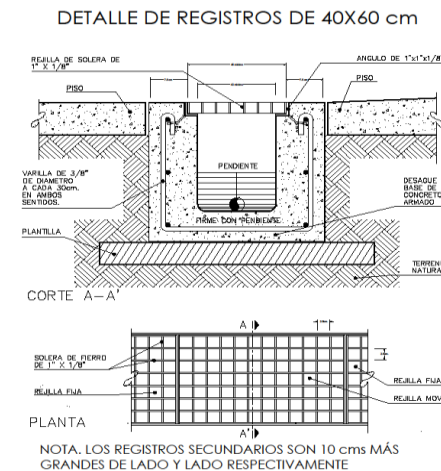 DETALLE DE REGISTROS DE 40X60 cm
REJILLA DE SOLERA DE
1" X 1/8"
ANGULO DE 1"x1"x1/8"
PISO
PISO
VARILLA DE 3/8"
DE DIAMETRO
A CADA 30cm.
EN AMBOS
SENTIDOS.
PENDIENTE
FIRME CON PENDIENTE
DESAGUE
BASE DE
CONCRETO
ARMADO
PLANTILLA
TERRENO
NATURA
CORTE A-A'
A
SOLERA DE FIERRO
DE 1" X 1/8"
REJILLA FIJA
REJILLA FIJA
REJILLA MOV
A'
PLANTA
NOTA. LOS REGISTROS SECUNDARIOS SON 10 cms MÁS
GRANDES DE LADO Y LADO RESPECTIVAMENTE